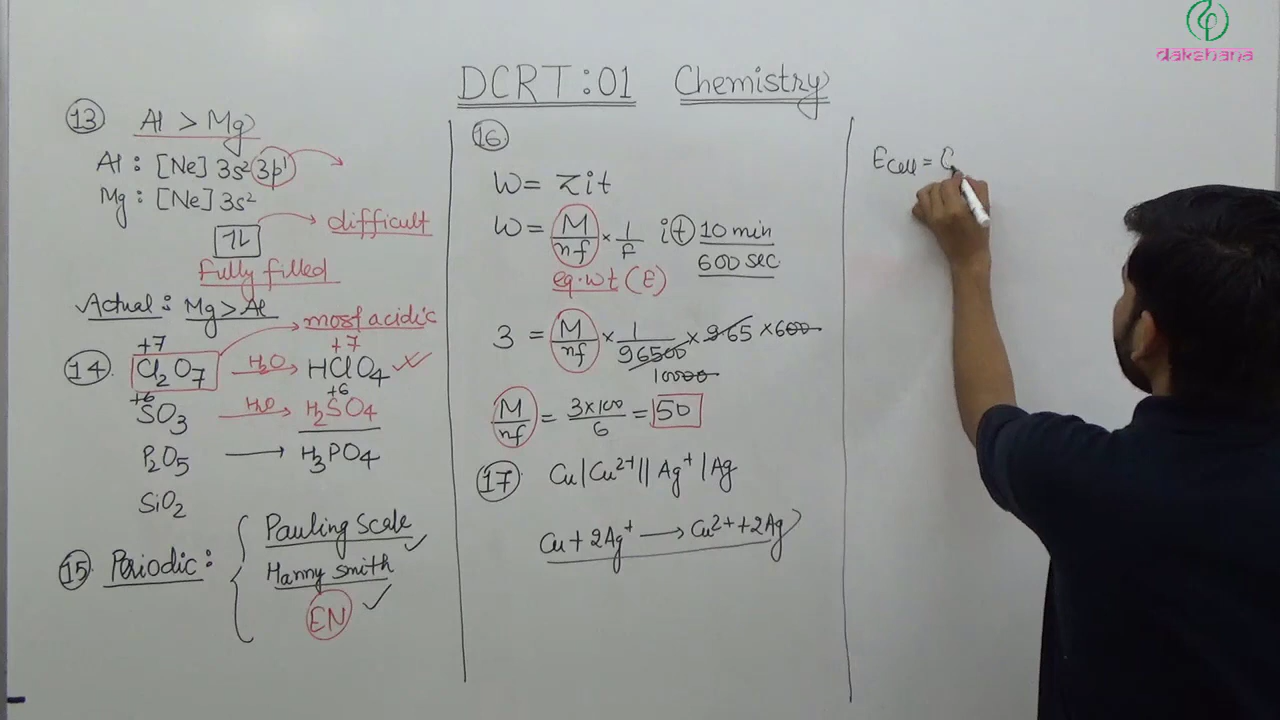 dakshana
DCRT:01 Chemistry
13 Al > Mg
Al : [Ne] 3s² 3p¹
Mg : [Ne] 3s²
1L difficult
fully filled
Actual : Mg > Al
most acidic
+7 +7
14. Cl₂O₇ H₂O→ HClO₄ ✓
+6 +6
SO₃ H₂O→ H₂SO₄
P₂O₅ → H₃PO₄
SiO₂
15. Periodic : { Pauling Scale ✓
Hanny smith ✓
EN
16.
W = Zit
W = M/nf × 1/F it 10 min
600 sec
eq. wt (E)
3 = M/nf × 1/96500 × 965 × 600
10000
M/nf = 3×100/6 = 50
17. Cu|Cu²⁺||Ag⁺|Ag
Cu + 2Ag⁺ → Cu²⁺ + 2Ag
Ecell =